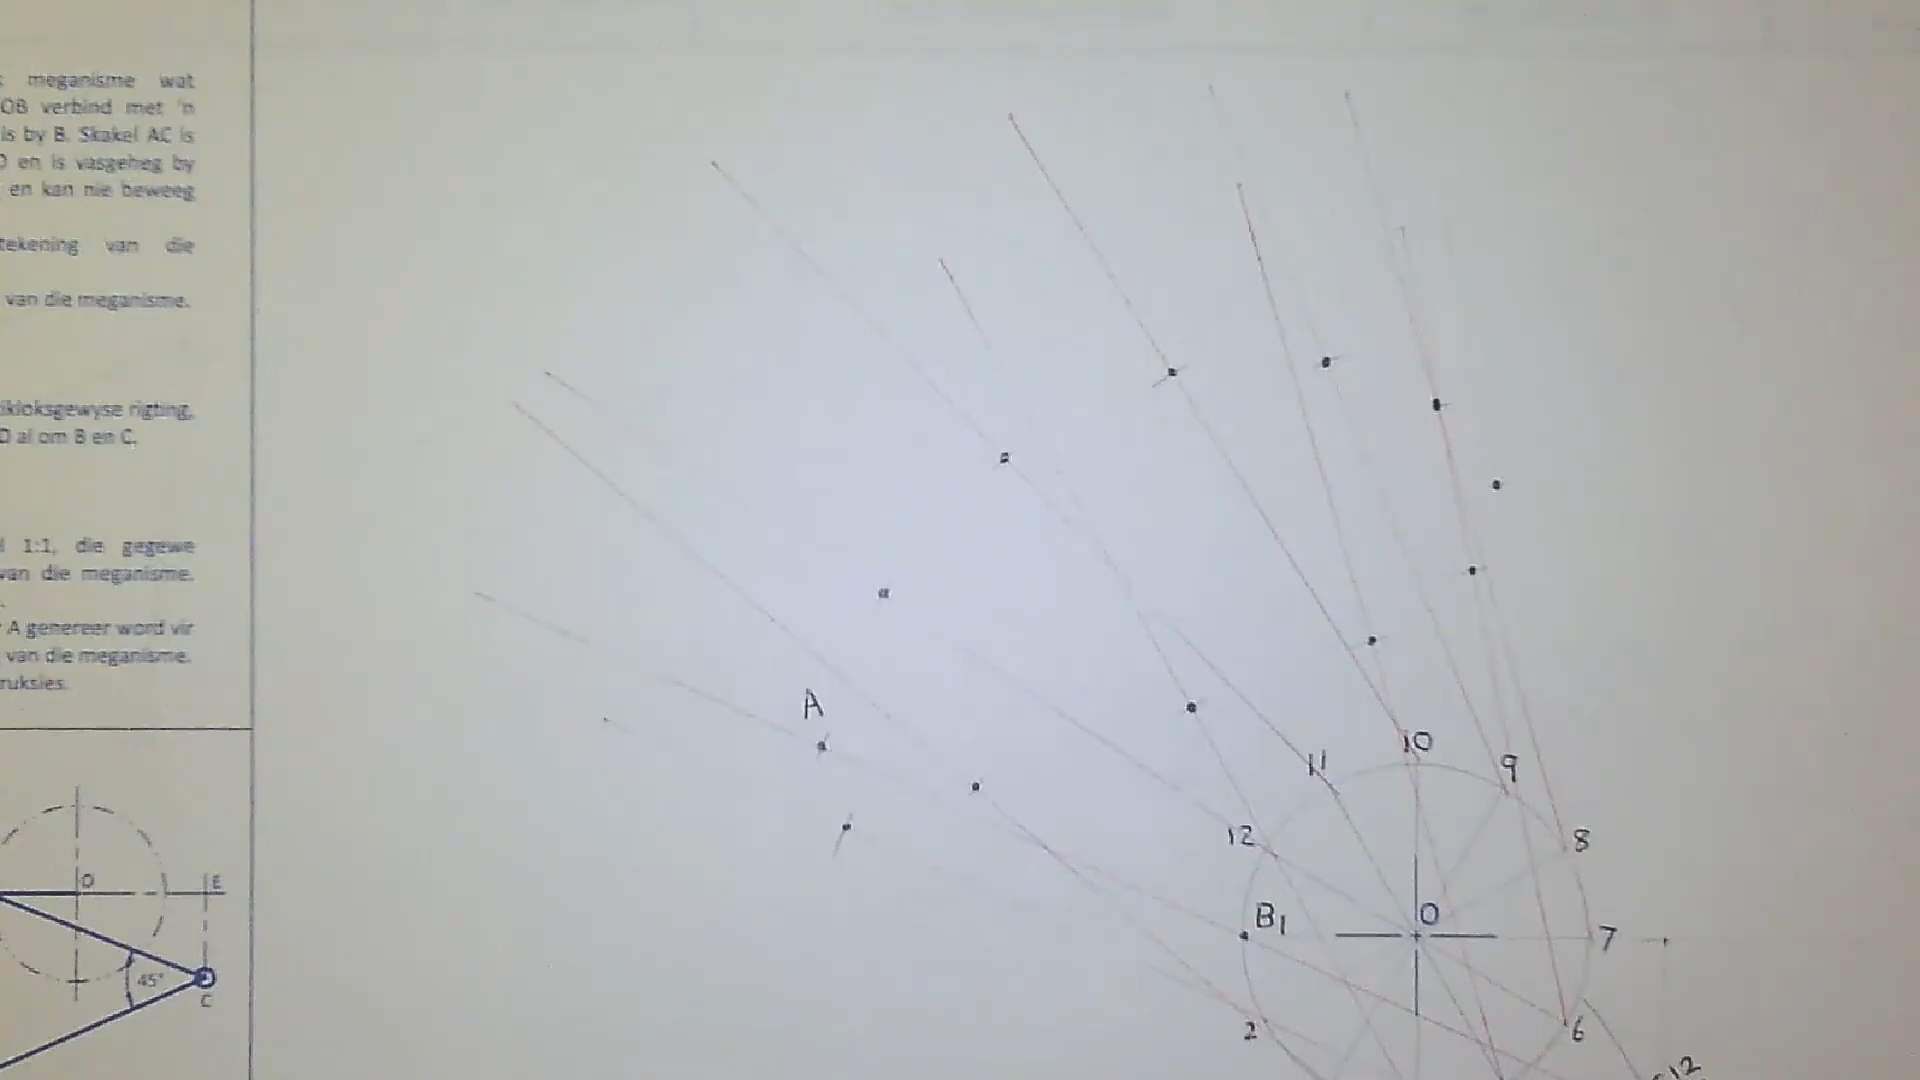 meganisme wat
OB verbind met 'n
is by B. Skakel AC is
en is vasgeheg by
en kan nie beweeg
tekening van die
van die meganisme.
kloksgewyse rigting,
D al om B en C.
1:1, die gegewe
van die meganisme.
A genereer word vir
van die meganisme.
ruksies.
A
10
11
9
12
8
B1
O
7
2
6
12
O
E
45°
C